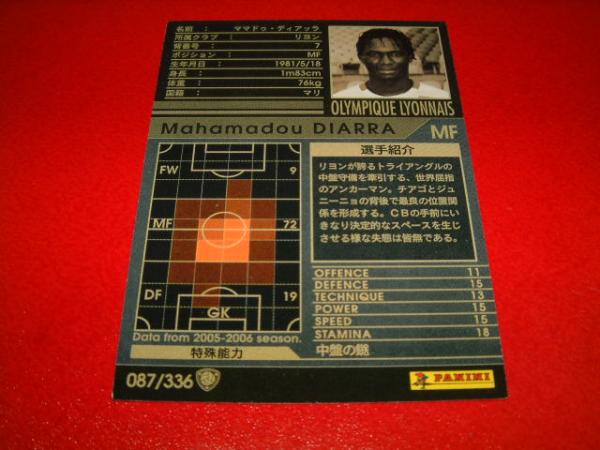 名前 : ママドゥ・ディアッラ
所属クラブ : リヨン
背番号 : 7
ポジション : MF
生年月日 : 1981/5/18
身長 : 1m83cm
体重 : 76kg
国籍 : マリ
OLYMPIQUE LYONNAIS
Mahamadou DIARRA MF
選手紹介
リヨンが誇るトライアングルの
中盤守備を牽引する、世界屈指
のアンカーマン。チアゴとジュ
ニーニョの背後で最良の位置関
係を形成する。CBの手前にい
きなり決定的なスペースを生じ
させる様な失態は皆無である。
FW 9
MF 72
DF 19
GK
Data from 2005-2006 season.
OFFENCE 11
DEFENCE 15
TECHNIQUE 13
POWER 15
SPEED 15
STAMINA 18
特殊能力 中盤の鎹
087/336
PANINI